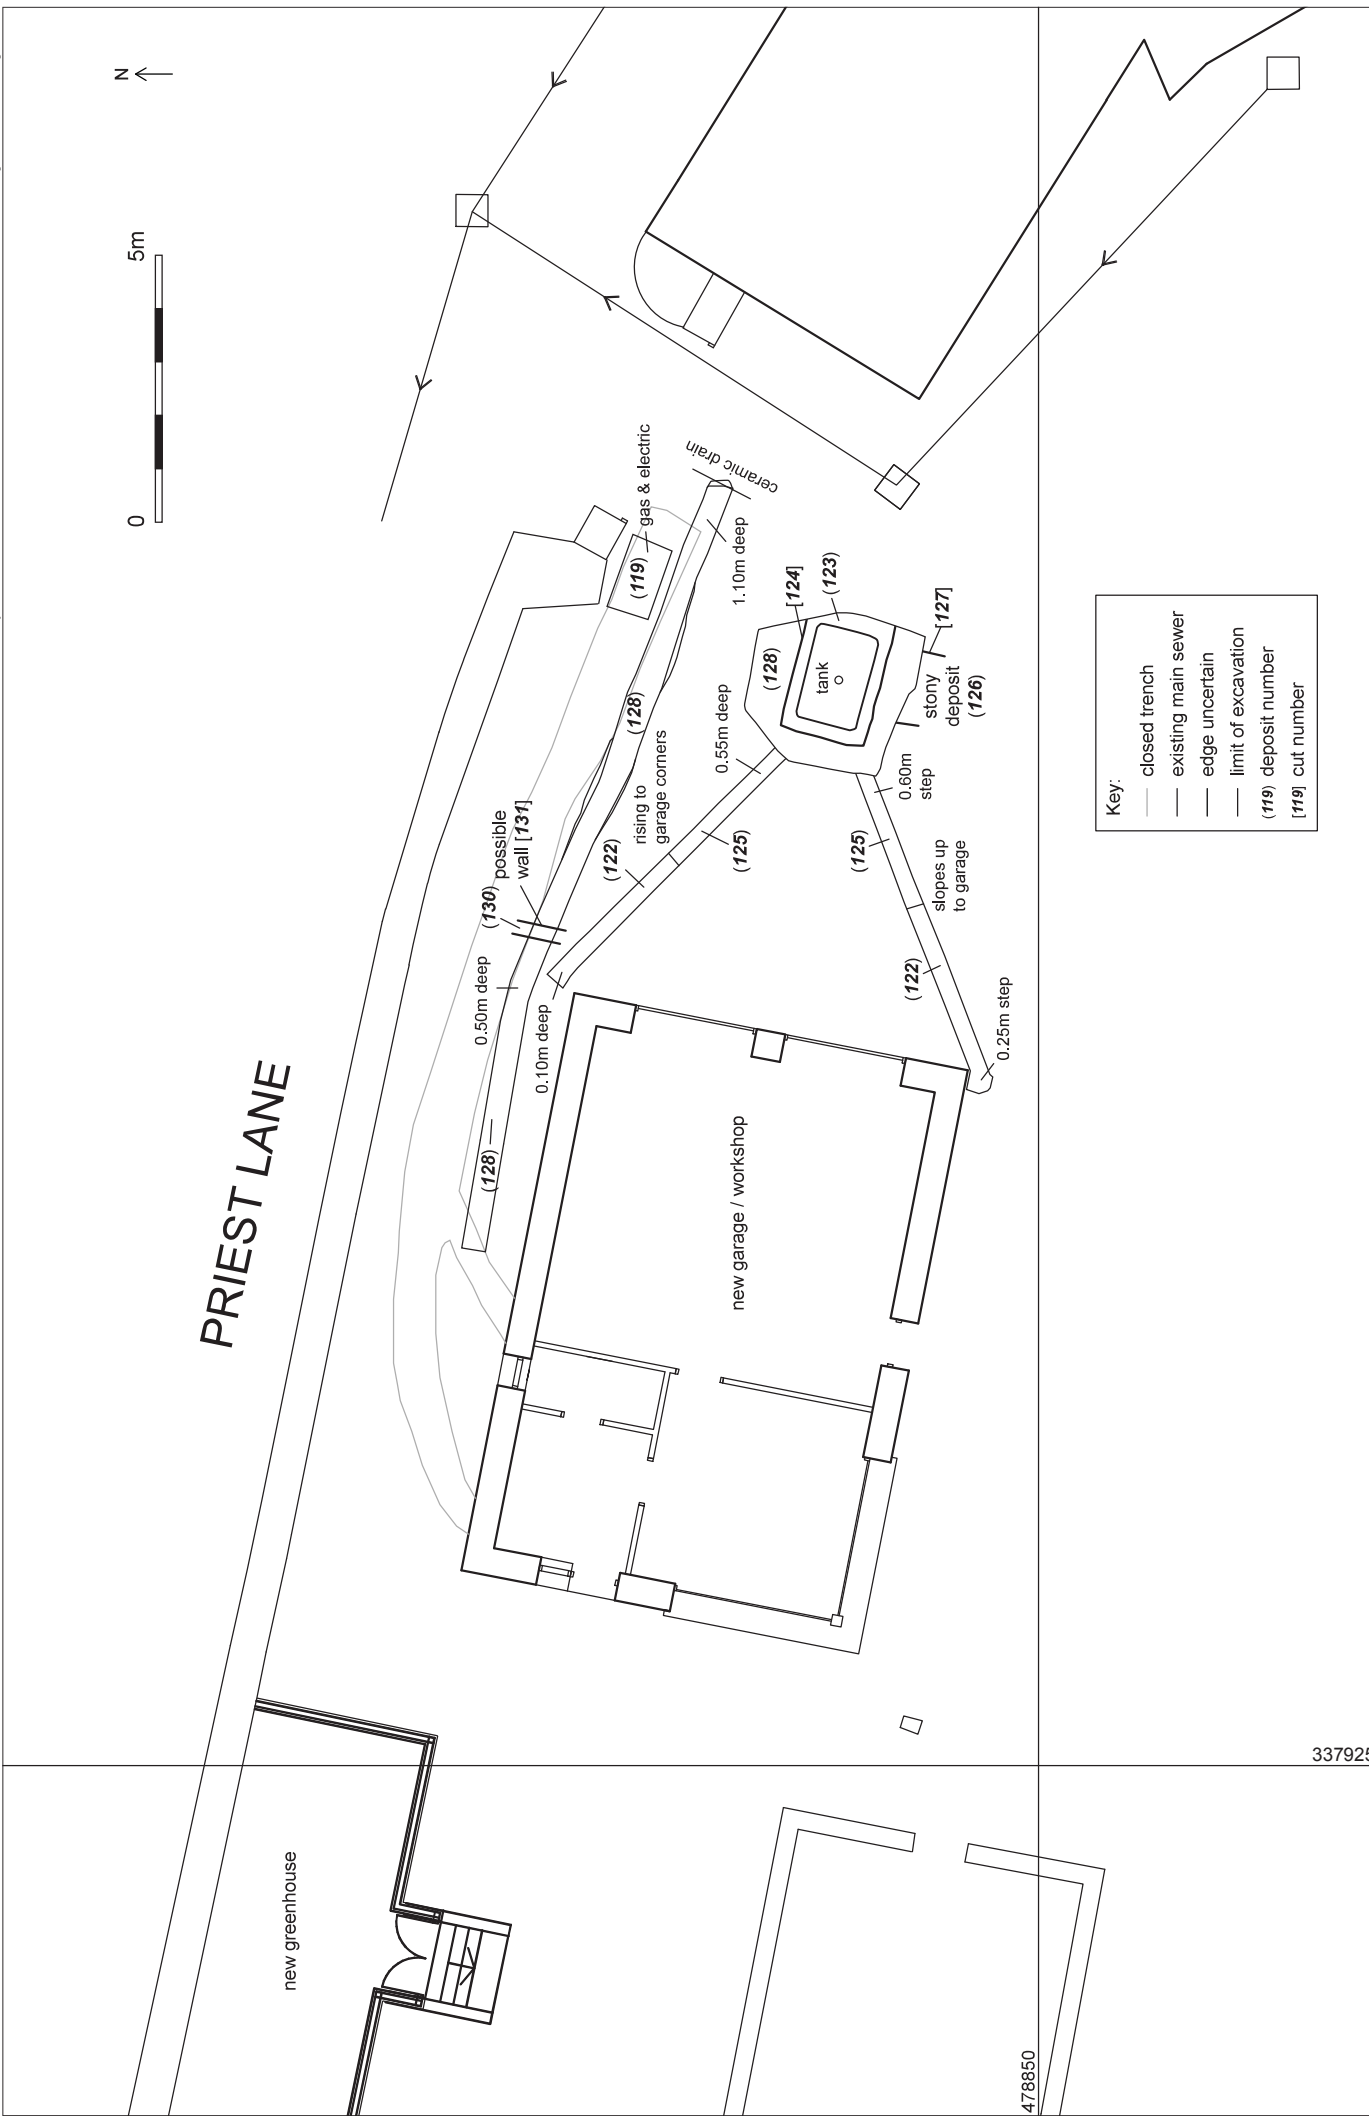 N
0
5m
PRIEST LANE
new greenhouse
new garage / workshop
(128)
0.50m deep
0.10m deep
(130)
possible
wall [131]
(122)
rising to
garage corners
(128)
(119)
gas & electric
ceramic drain
1.10m deep
0.55m deep
(125)
(128)
[124]
(123)
tank
[127]
stony
deposit
(126)
0.60m
step
(125)
slopes up
to garage
(122)
0.25m step
Key:
closed trench
existing main sewer
edge uncertain
limit of excavation
(119) deposit number
[119] cut number
478850
337925